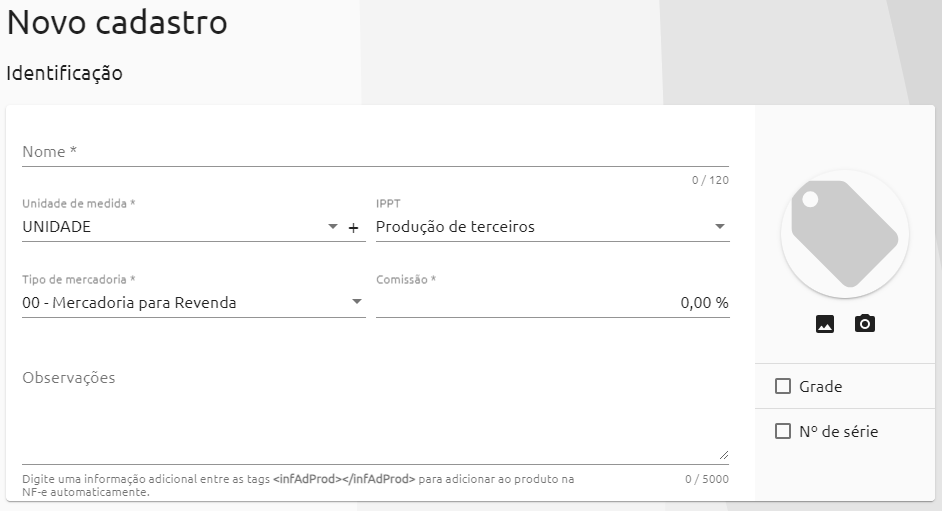 Novo cadastro
Identificação
Nome *
0 / 120
Unidade de medida *
IPPT
UNIDADE
+
Produção de terceiros
Tipo de mercadoria *
Comissão *
00 - Mercadoria para Revenda
0,00 %
Observações
Grade
Nº de série
Digite uma informação adicional entre as tags <infAdProd></infAdProd> para adicionar ao produto na
NF-e automaticamente.
0 / 5000